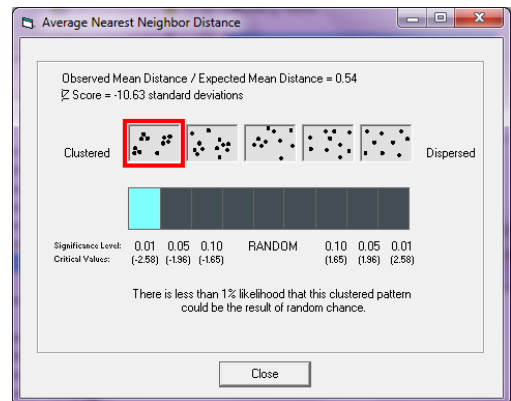 Average Nearest Neighbor Distance
Observed Mean Distance / Expected Mean Distance = 0.54
Z Score = -10.63 standard deviations
Clustered
Dispersed
Significance Level: 0.01 0.05 0.10 RANDOM 0.10 0.05 0.01
Critical Values: (-2.58) (-1.96) (-1.65) (1.65) (1.96) (2.58)
There is less than 1% likelihood that this clustered pattern
could be the result of random chance.
Close